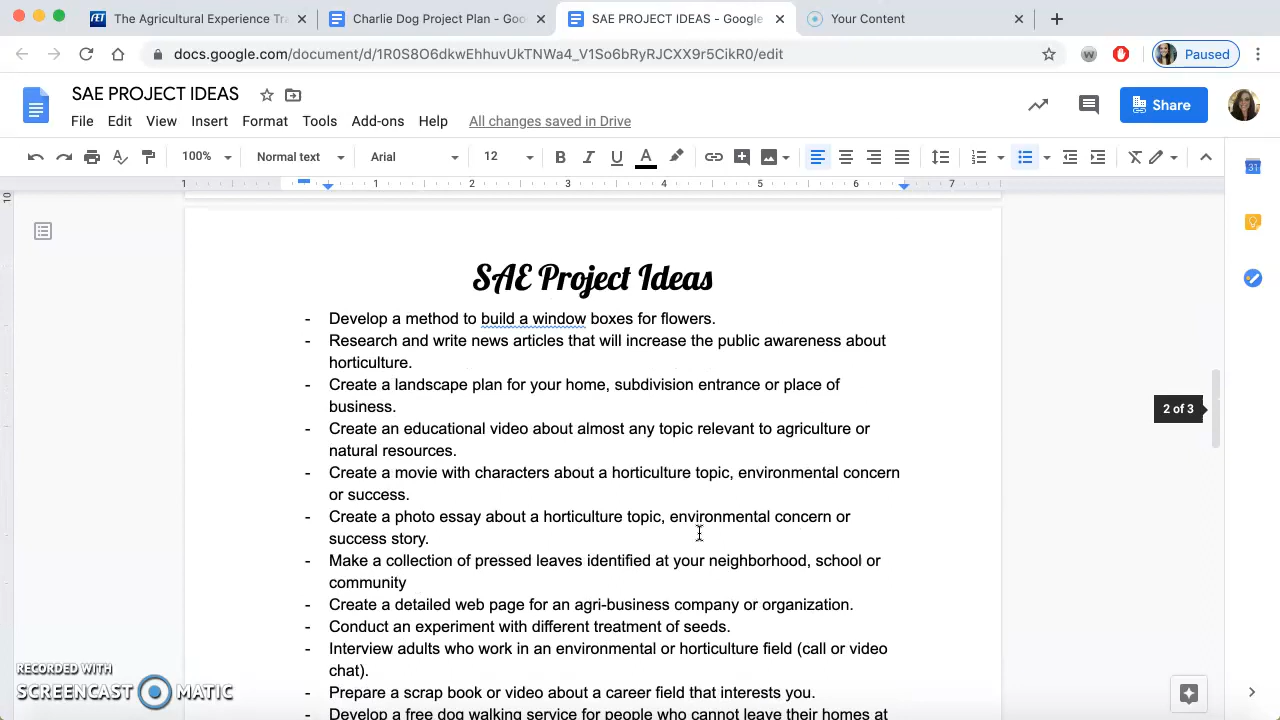 The Agricultural Experience Tra
Charlie Dog Project Plan - Goo
SAE PROJECT IDEAS - Google
Your Content
docs.google.com/document/d/1R0S8O6dkwEhhuvUkTNWa4_V1So6bRyRJCXX9r5CikR0/edit
Paused
SAE PROJECT IDEAS
File Edit View Insert Format Tools Add-ons Help All changes saved in Drive
Share
100% Normal text Arial 12
1 1 2 3 4 5 6 7
SAE Project Ideas
- Develop a method to build a window boxes for flowers.
- Research and write news articles that will increase the public awareness about
horticulture.
- Create a landscape plan for your home, subdivision entrance or place of
business.
- Create an educational video about almost any topic relevant to agriculture or
natural resources.
- Create a movie with characters about a horticulture topic, environmental concern
or success.
- Create a photo essay about a horticulture topic, environmental concern or
success story.
- Make a collection of pressed leaves identified at your neighborhood, school or
community
- Create a detailed web page for an agri-business company or organization.
- Conduct an experiment with different treatment of seeds.
- Interview adults who work in an environmental or horticulture field (call or video
chat).
- Prepare a scrap book or video about a career field that interests you.
- Develop a free dog walking service for people who cannot leave their homes at
2 of 3
31
RECORDED WITH
SCREENCAST MATIC